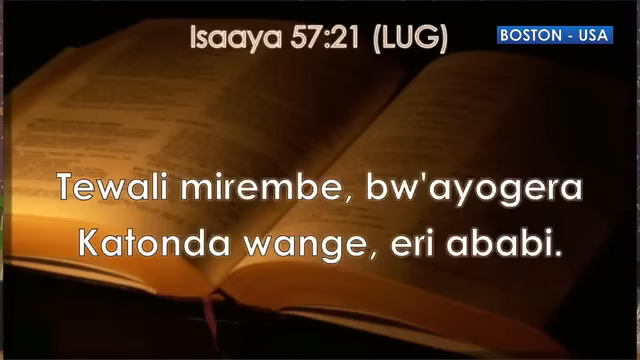 Isaaya 57:21 (LUG)
BOSTON - USA
Tewali mirembe, bw'ayogera
Katonda wange, eri ababi.